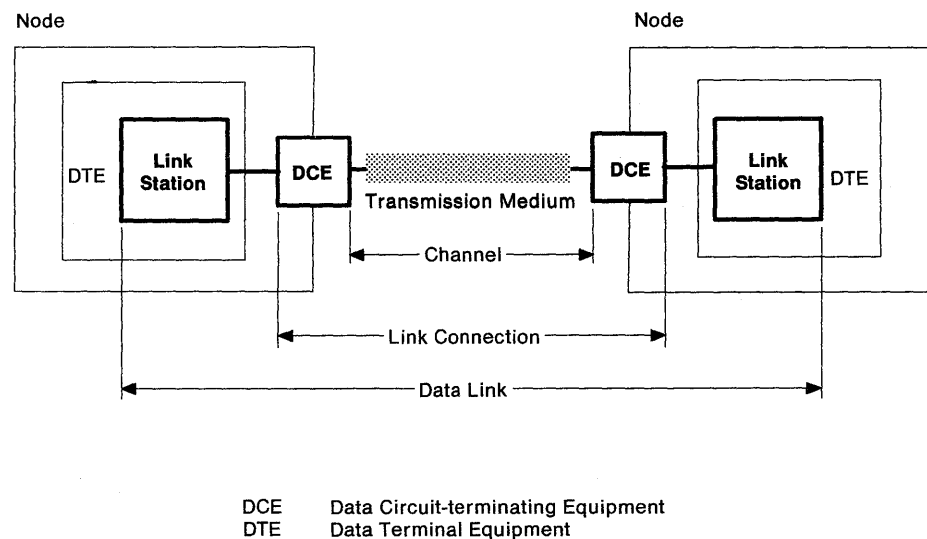 Node
Node
DTE
Link
Station
DCE
Transmission Medium
DCE
Link
Station
DTE
Channel
Link Connection
Data Link
DCE Data Circuit-terminating Equipment
DTE Data Terminal Equipment